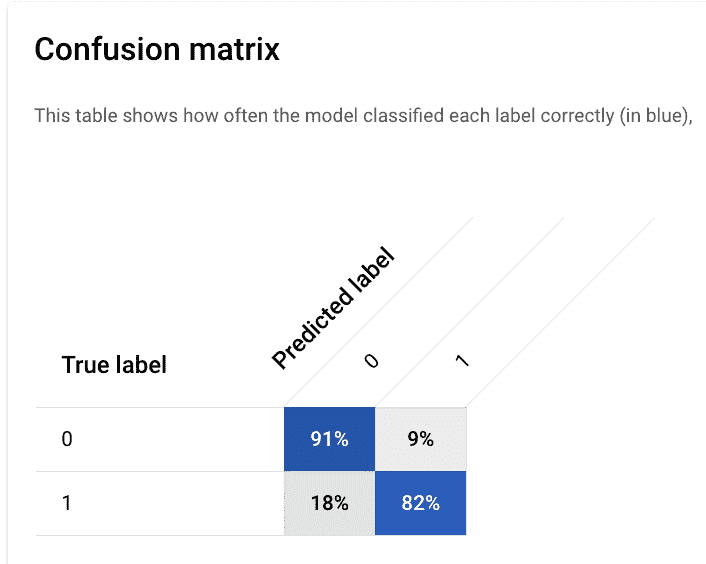 Confusion matrix
This table shows how often the model classified each label correctly (in blue),
Predicted label
True label 0 1
0 91% 9%
1 18% 82%